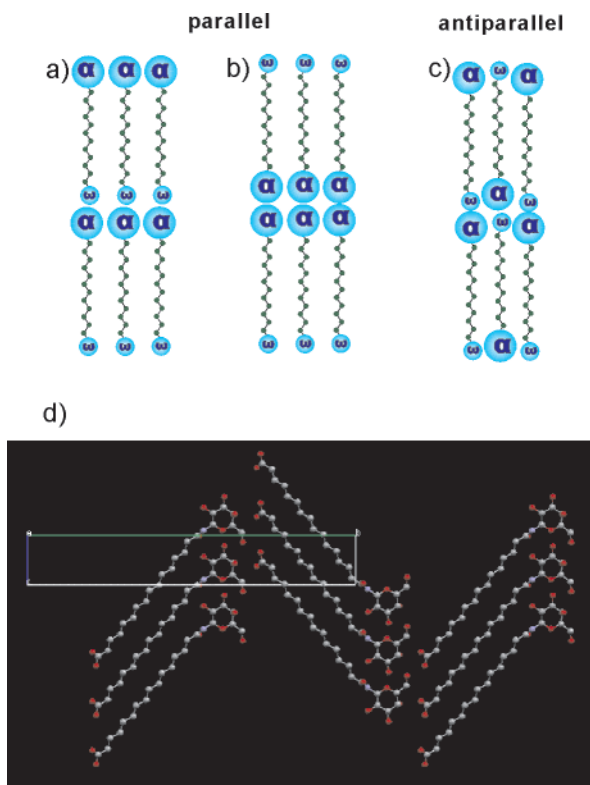 parallel
antiparallel
a)
α α α
ω ω ω
α α α
ω ω ω
b)
ω ω ω
α α α
α α α
ω ω ω
c)
α ω α
ω α ω
α ω α
ω α ω
d)